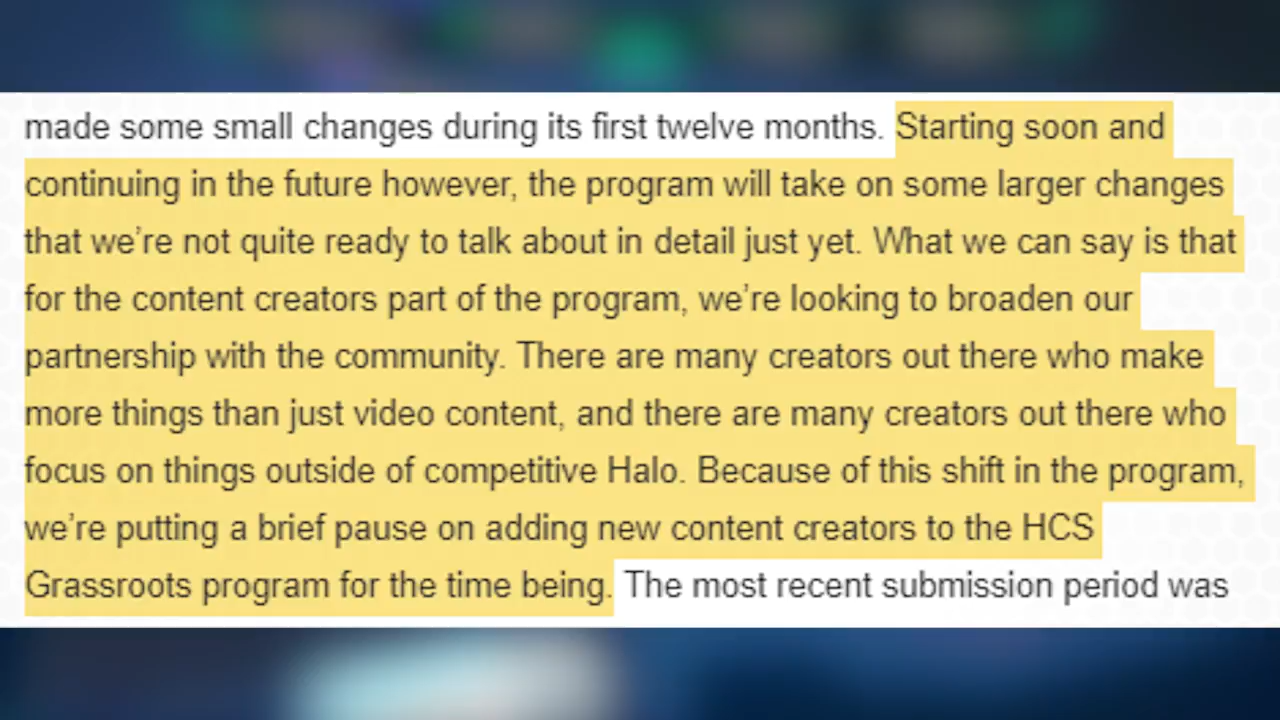 made some small changes during its first twelve months. Starting soon and
continuing in the future however, the program will take on some larger changes
that we’re not quite ready to talk about in detail just yet. What we can say is that
for the content creators part of the program, we’re looking to broaden our
partnership with the community. There are many creators out there who make
more things than just video content, and there are many creators out there who
focus on things outside of competitive Halo. Because of this shift in the program,
we’re putting a brief pause on adding new content creators to the HCS
Grassroots program for the time being. The most recent submission period was